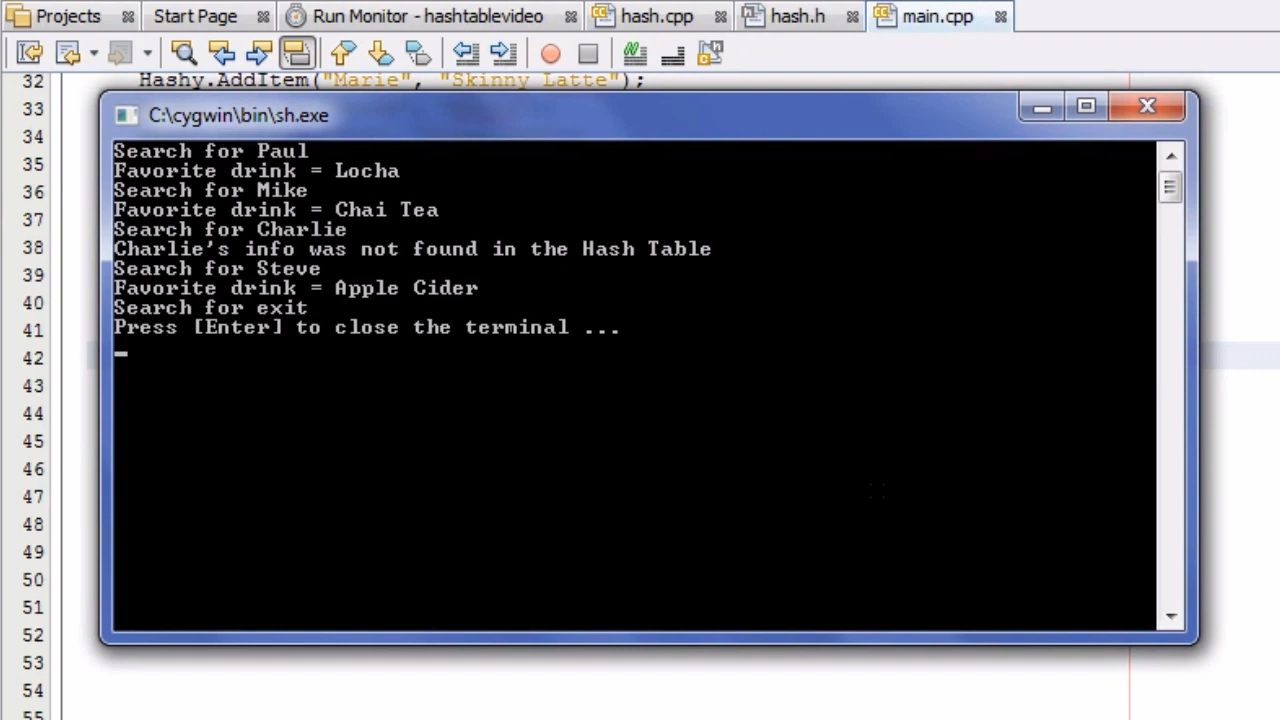 Projects Start Page Run Monitor - hashtablevideo hash.cpp hash.h main.cpp
32 Hashy.AddItem("Marie", "Skinny Latte");
33
C:\cygwin\bin\sh.exe
34
Search for Paul
35
Favorite drink = Locha
36
Search for Mike
Favorite drink = Chai Tea
37
Search for Charlie
38
Charlie's info was not found in the Hash Table
39
Search for Steve
Favorite drink = Apple Cider
40
Search for exit
41
Press [Enter] to close the terminal ...
42
43
44
45
46
47
48
49
50
51
52
53
54
55